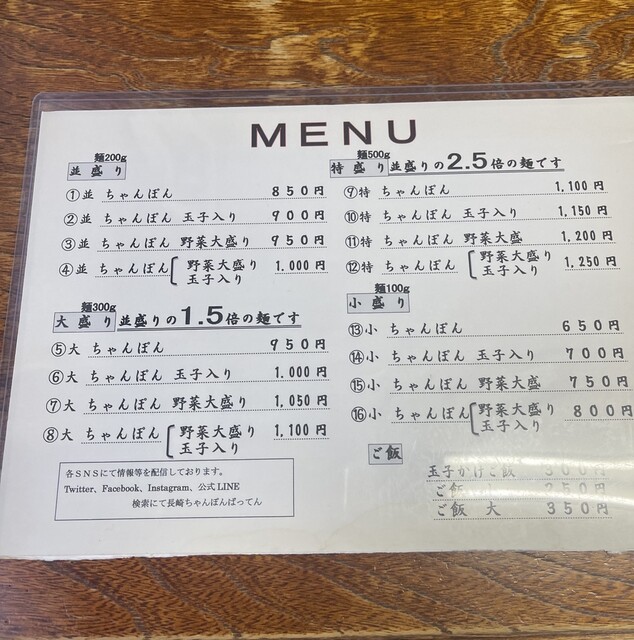 MENU
麺200g
並盛り
①並 ちゃんぽん 850円
②並 ちゃんぽん 玉子入り 900円
③並 ちゃんぽん 野菜大盛り 950円
④並 ちゃんぽん 野菜大盛り 1,000円
玉子入り
麺300g
大盛り 並盛りの1.5倍の麺です
⑤大 ちゃんぽん 950円
⑥大 ちゃんぽん 玉子入り 1,000円
⑦大 ちゃんぽん 野菜大盛り 1,050円
⑧大 ちゃんぽん 野菜大盛り 1,100円
玉子入り
各SNSにて情報等を配信しております。
Twitter、Facebook、Instagram、公式LINE
検索にて長崎ちゃんぽんばってん
麺500g
特盛り 並盛りの2.5倍の麺です
⑨特 ちゃんぽん 1,100円
⑩特 ちゃんぽん 玉子入り 1,150円
⑪特 ちゃんぽん 野菜大盛 1,200円
⑫特 ちゃんぽん 野菜大盛り 1,250円
玉子入り
麺100g
小盛り
⑬小 ちゃんぽん 650円
⑭小 ちゃんぽん 玉子入り 700円
⑮小 ちゃんぽん 野菜大盛 750円
⑯小 ちゃんぽん 野菜大盛り 800円
玉子入り
ご飯
玉子かけご飯 300円
ご飯 250円
ご飯 大 350円